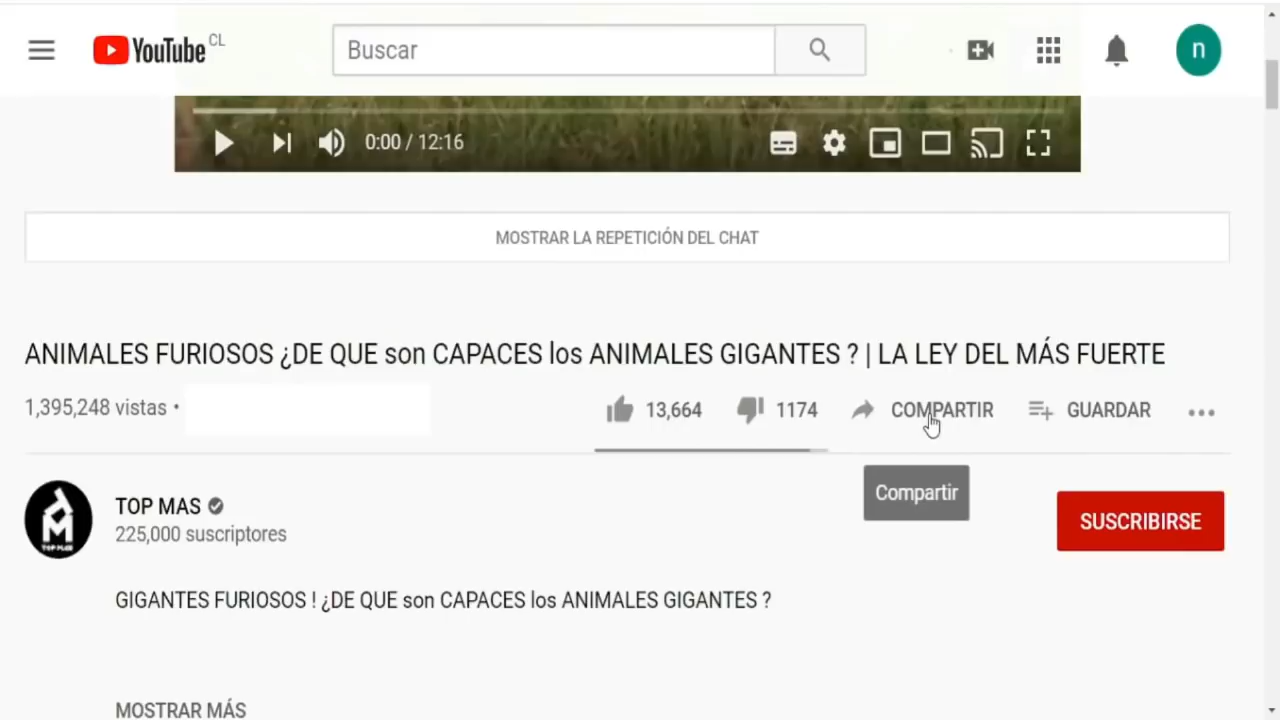 YouTube CL
Buscar
n
0:00 / 12:16
MOSTRAR LA REPETICIÓN DEL CHAT
ANIMALES FURIOSOS ¿DE QUE son CAPACES los ANIMALES GIGANTES ? | LA LEY DEL MÁS FUERTE
1,395,248 vistas •
13,664
1174
COMPARTIR
GUARDAR
Compartir
TOP MAS
TOP MAS
225,000 suscriptores
SUSCRIBIRSE
GIGANTES FURIOSOS ! ¿DE QUE son CAPACES los ANIMALES GIGANTES ?
MOSTRAR MÁS